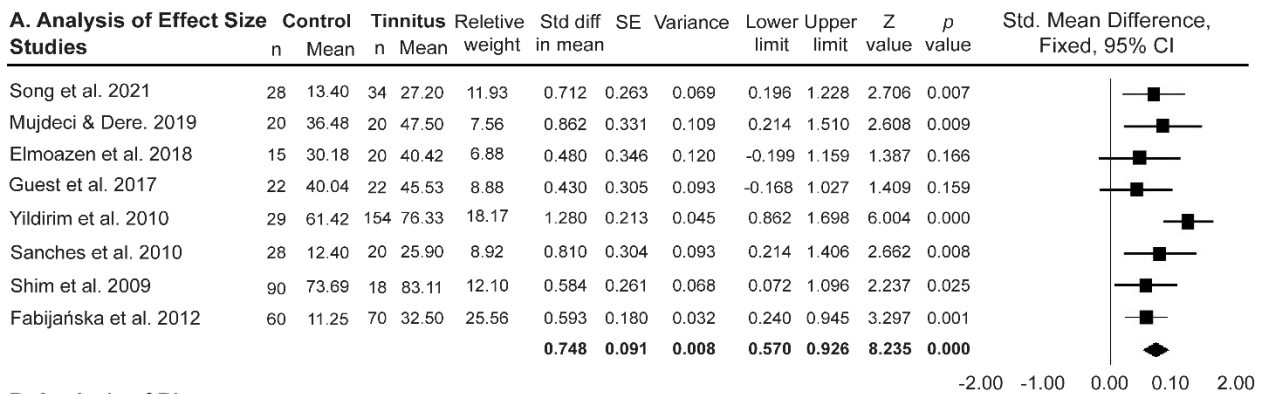 A. Analysis of Effect Size Control Tinnitus Reletive Std diff SE Variance Lower Upper Z p Std. Mean Difference,
Studies n Mean n Mean weight in mean limit limit value value Fixed, 95% CI
Song et al. 2021 28 13.40 34 27.20 11.93 0.712 0.263 0.069 0.196 1.228 2.706 0.007
Mujdeci & Dere. 2019 20 36.48 20 47.50 7.56 0.862 0.331 0.109 0.214 1.510 2.608 0.009
Elmoazen et al. 2018 15 30.18 20 40.42 6.88 0.480 0.346 0.120 -0.199 1.159 1.387 0.166
Guest et al. 2017 22 40.04 22 45.53 8.88 0.430 0.305 0.093 -0.168 1.027 1.409 0.159
Yildirim et al. 2010 29 61.42 154 76.33 18.17 1.280 0.213 0.045 0.862 1.698 6.004 0.000
Sanches et al. 2010 28 12.40 20 25.90 8.92 0.810 0.304 0.093 0.214 1.406 2.662 0.008
Shim et al. 2009 90 73.69 18 83.11 12.10 0.584 0.261 0.068 0.072 1.096 2.237 0.025
Fabijańska et al. 2012 60 11.25 70 32.50 25.56 0.593 0.180 0.032 0.240 0.945 3.297 0.001
0.748 0.091 0.008 0.570 0.926 8.235 0.000
-2.00 -1.00 0.00 0.10 2.00